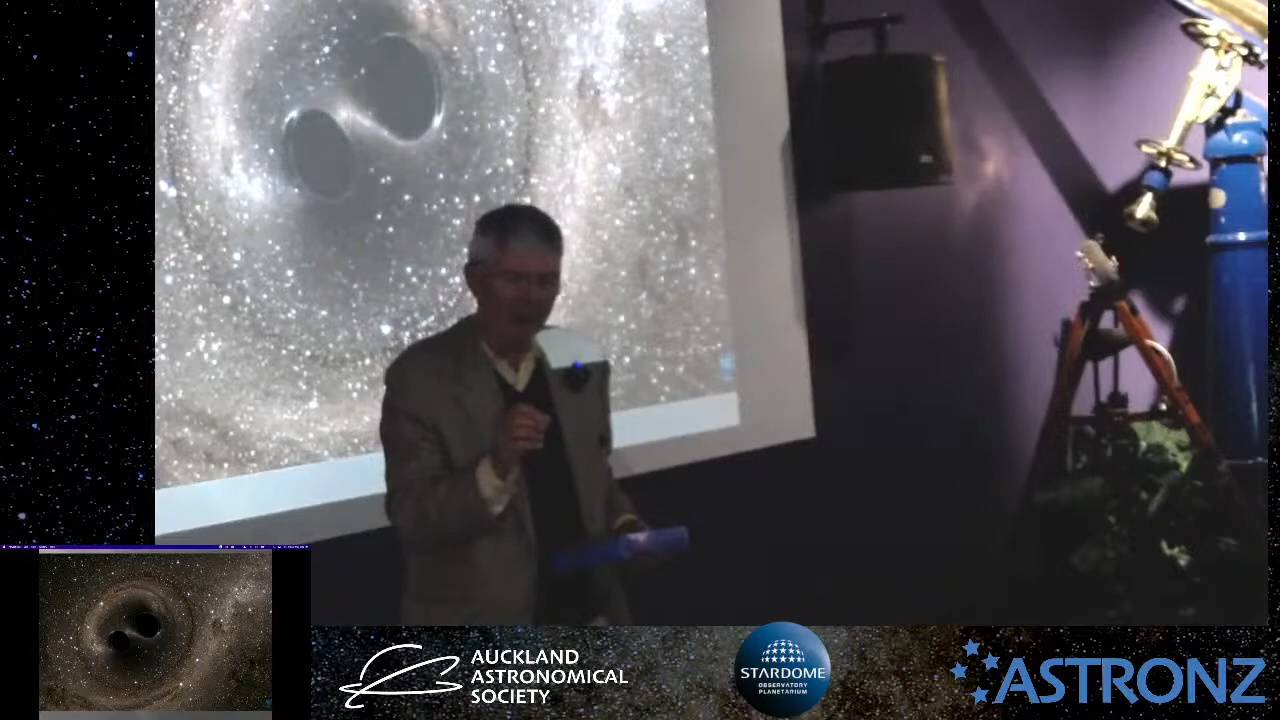 AUCKLAND
ASTRONOMICAL
SOCIETY
STARDOME
OBSERVATORY
PLANETARIUM
ASTRONZ